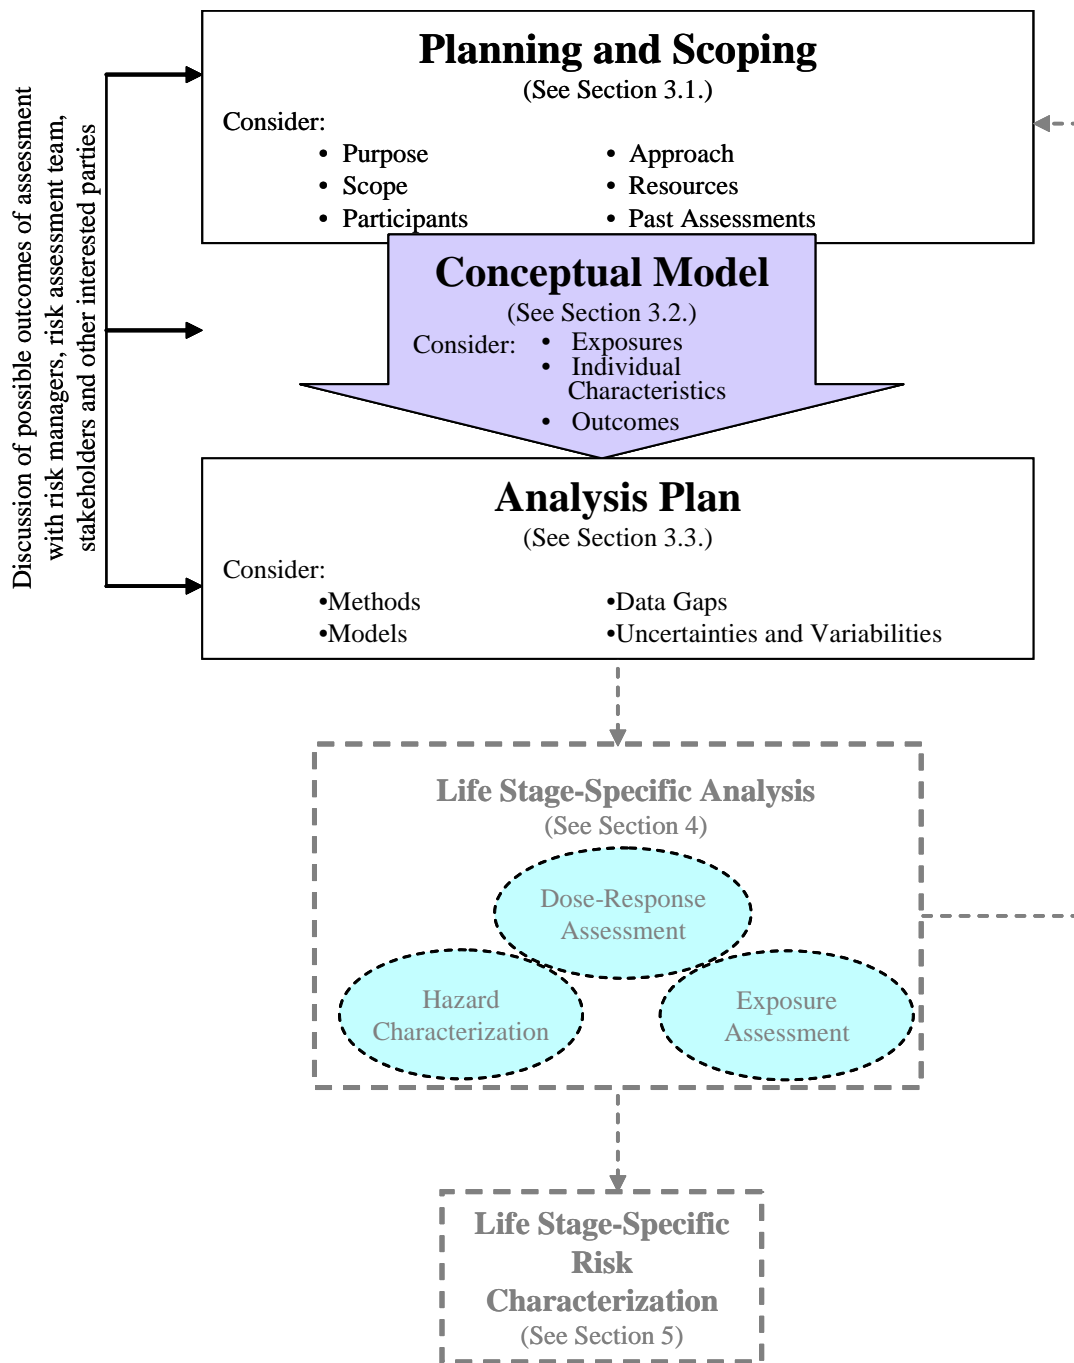 Discussion of possible outcomes of assessment
with risk managers, risk assessment team,
stakeholders and other interested parties
Planning and Scoping
(See Section 3.1.)
Consider:
• Purpose
• Scope
• Participants
• Approach
• Resources
• Past Assessments
Conceptual Model
(See Section 3.2.)
Consider:
• Exposures
• Individual
Characteristics
• Outcomes
Analysis Plan
(See Section 3.3.)
Consider:
•Methods
•Models
•Data Gaps
•Uncertainties and Variabilities
Life Stage-Specific Analysis
(See Section 4)
Dose-Response
Assessment
Hazard
Characterization
Exposure
Assessment
Life Stage-Specific
Risk
Characterization
(See Section 5)